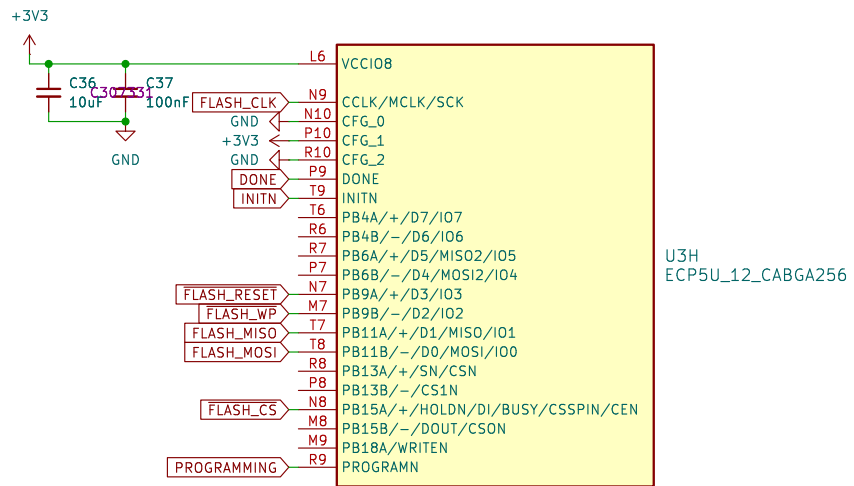 +3V3
L6 VCCIO8
C36 C37
C307331
10uF 100nF
FLASH_CLK N9 CCLK/MCLK/SCK
GND N10 CFG_0
+3V3 P10 CFG_1
GND R10 CFG_2
GND
DONE P9 DONE
INITN T9 INITN
T6 PB4A/+/D7/IO7
R6 PB4B/-/D6/IO6
R7 PB6A/+/D5/MISO2/IO5
P7 PB6B/-/D4/MOSI2/IO4
U3H
ECP5U_12_CABGA256
FLASH_RESET N7 PB9A/+/D3/IO3
FLASH_WP M7 PB9B/-/D2/IO2
FLASH_MISO T7 PB11A/+/D1/MISO/IO1
FLASH_MOSI T8 PB11B/-/D0/MOSI/IO0
R8 PB13A/+/SN/CSN
P8 PB13B/-/CS1N
FLASH_CS N8 PB15A/+/HOLDN/DI/BUSY/CSSPIN/CEN
M8 PB15B/-/DOUT/CSON
M9 PB18A/WRITEN
PROGRAMMING R9 PROGRAMN